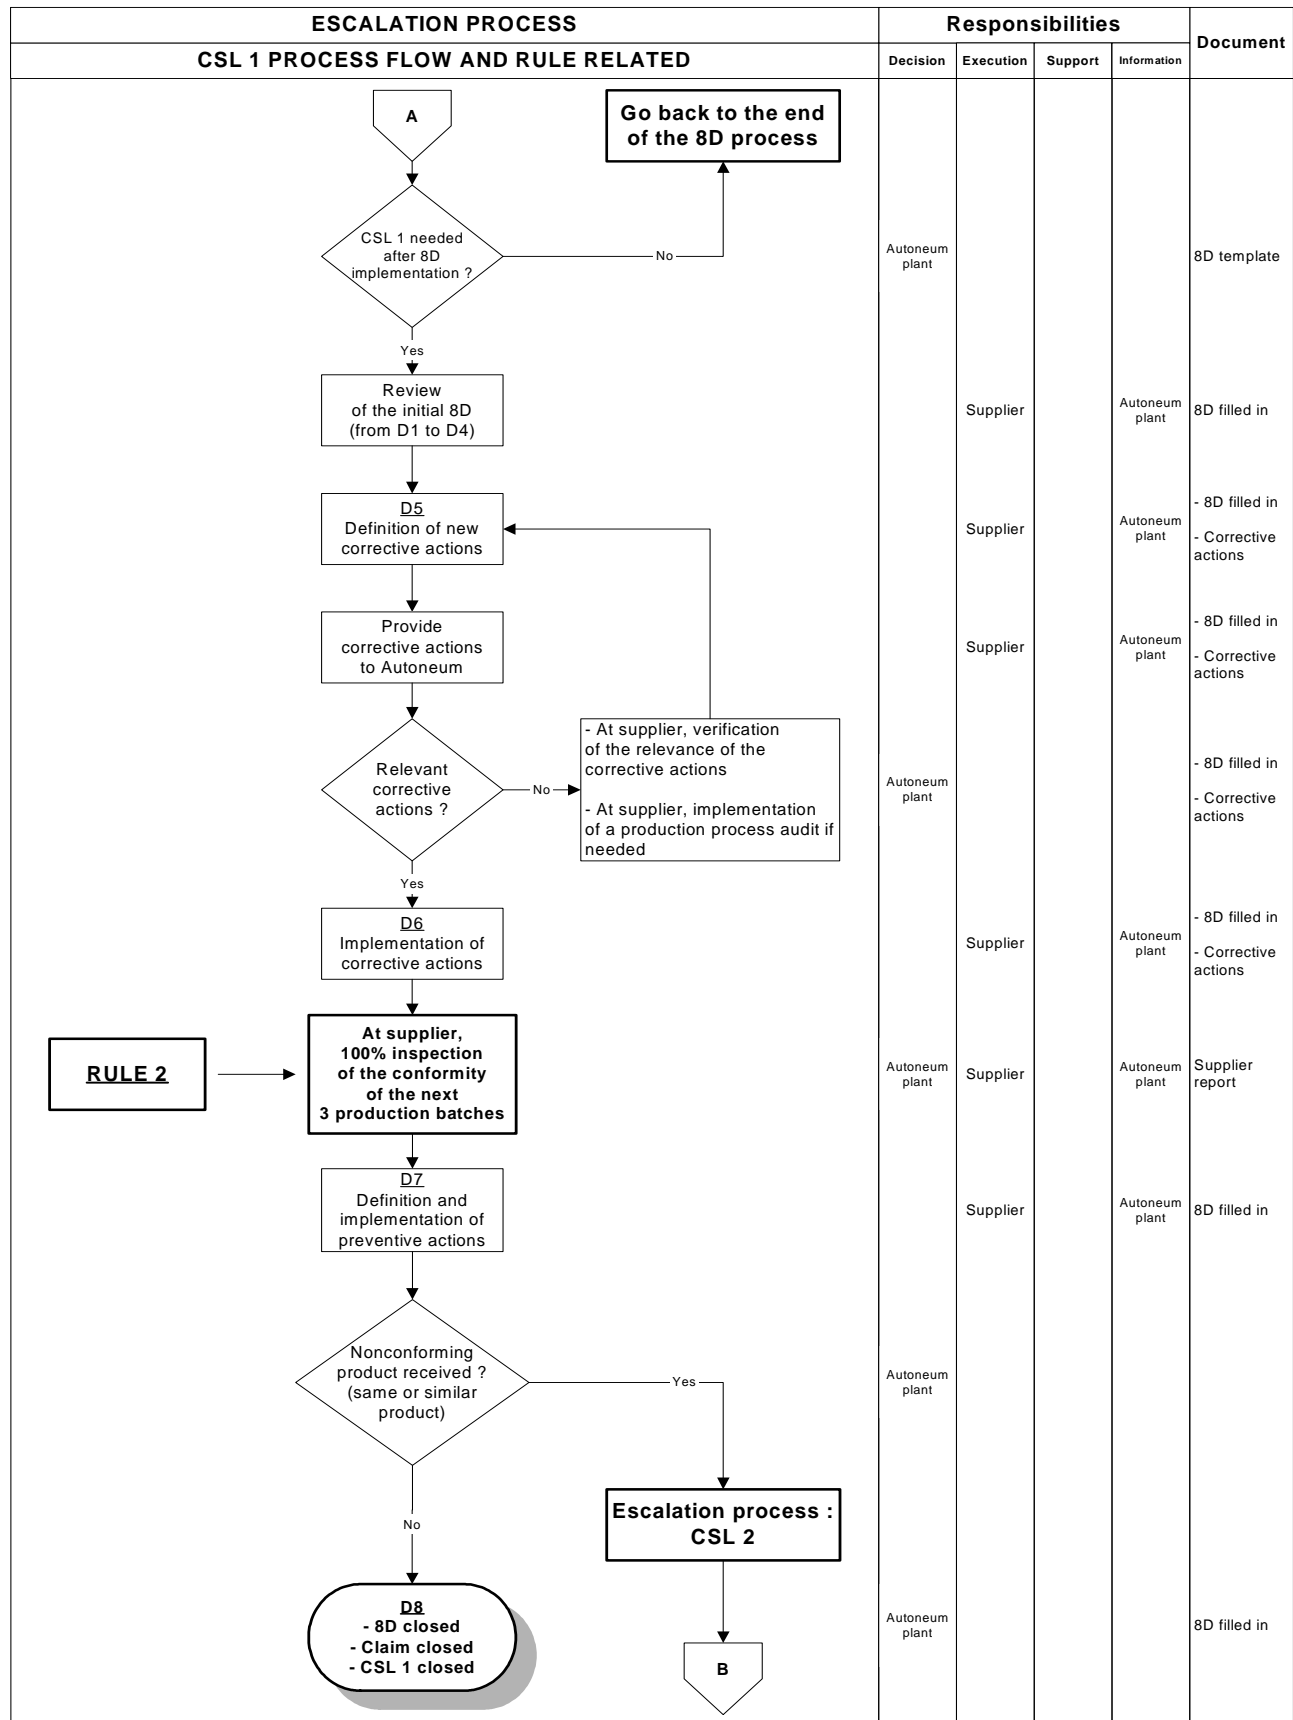 ESCALATION PROCESS
Responsibilities
Document
CSL 1 PROCESS FLOW AND RULE RELATED
Decision
Execution
Support
Information
A
Go back to the end
of the 8D process
CSL 1 needed
after 8D
implementation ?
No
Autoneum
plant
8D template
Yes
Review
of the initial 8D
(from D1 to D4)
Supplier
Autoneum
plant
8D filled in
D5
Definition of new
corrective actions
Supplier
Autoneum
plant
- 8D filled in
- Corrective
actions
Provide
corrective actions
to Autoneum
Supplier
Autoneum
plant
- 8D filled in
- Corrective
actions
Relevant
corrective
actions ?
No
- At supplier, verification
of the relevance of the
corrective actions
- At supplier, implementation
of a production process audit if
needed
Autoneum
plant
- 8D filled in
- Corrective
actions
Yes
D6
Implementation of
corrective actions
Supplier
Autoneum
plant
- 8D filled in
- Corrective
actions
RULE 2
At supplier,
100% inspection
of the conformity
of the next
3 production batches
Autoneum
plant
Supplier
Autoneum
plant
Supplier
report
D7
Definition and
implementation of
preventive actions
Supplier
Autoneum
plant
8D filled in
Nonconforming
product received ?
(same or similar
product)
Yes
Autoneum
plant
No
Escalation process :
CSL 2
D8
- 8D closed
- Claim closed
- CSL 1 closed
Autoneum
plant
8D filled in
B